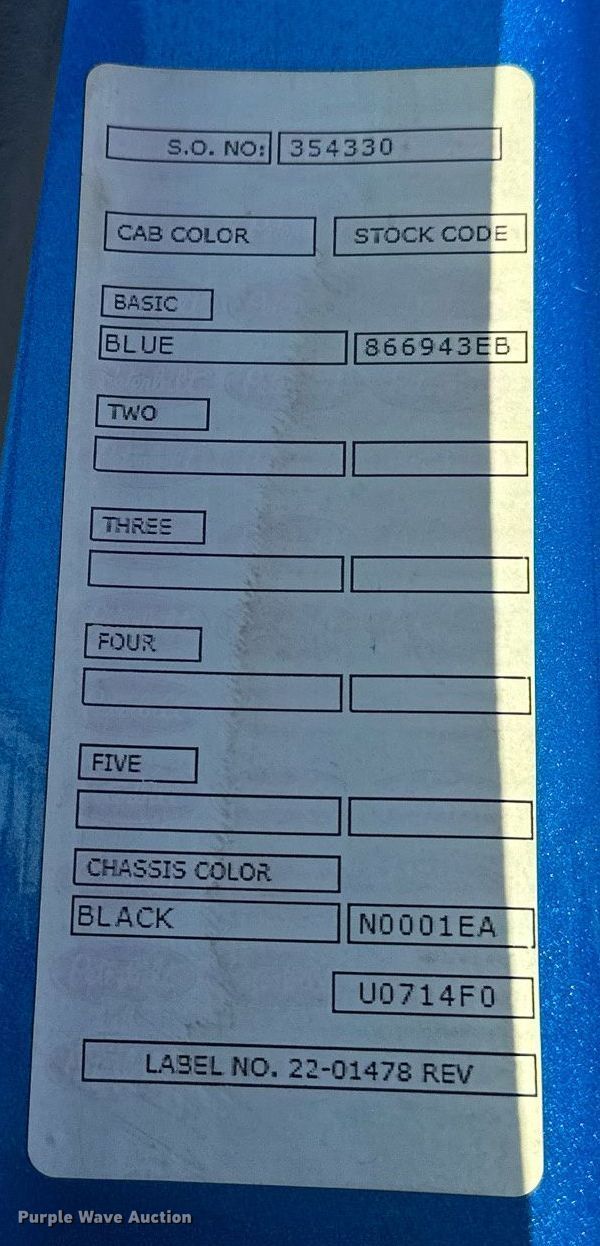 S.O. NO: 354330
CAB COLOR STOCK CODE
BASIC
BLUE 866943EB
TWO
THREE
FOUR
FIVE
CHASSIS COLOR
BLACK N0001EA
U0714F0
LABEL NO. 22-01478 REV
Purple Wave Auction